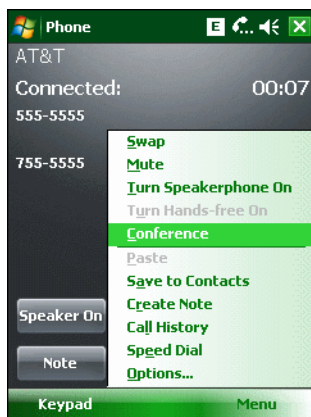 Phone
E
AT&T
Connected: 00:07
555-5555
755-5555
Swap
Mute
Turn Speakerphone On
Turn Hands-free On
Conference
Paste
Save to Contacts
Create Note
Call History
Speed Dial
Options...
Speaker On
Note
Keypad Menu